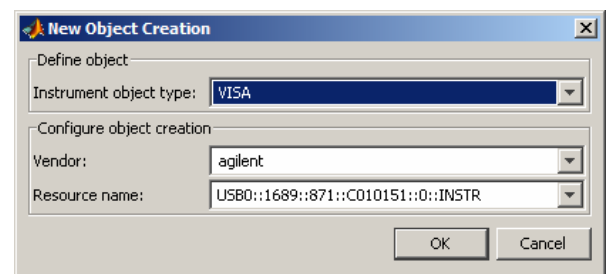 New Object Creation
Define object
Instrument object type: VISA
Configure object creation
Vendor: agilent
Resource name: USB0::1689::871::C010151::0::INSTR
OK Cancel